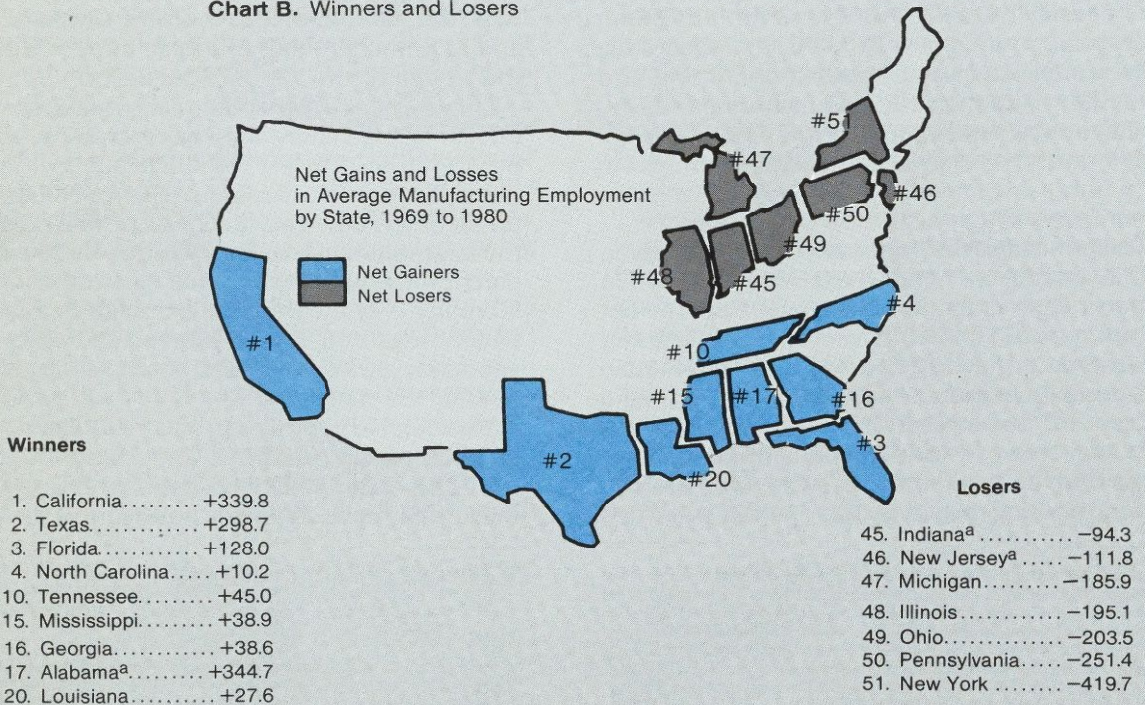 Chart B. Winners and Losers
Net Gains and Losses
in Average Manufacturing Employment
by State, 1969 to 1980
Net Gainers
Net Losers
#51
#47
#46
#50
#49
#48
#45
#4
#1
#10
#15
#17
#16
#2
#3
#20
Winners
1. California......... +339.8
2. Texas............ +298.7
3. Florida........... +128.0
4. North Carolina..... +10.2
10. Tennessee......... +45.0
15. Mississippi......... +38.9
16. Georgia............ +38.6
17. Alabamaᵃ......... +344.7
20. Louisiana.......... +27.6
Losers
45. Indianaᵃ........... −94.3
46. New Jerseyᵃ..... −111.8
47. Michigan........ −185.9
48. Illinois........... −195.1
49. Ohio............ −203.5
50. Pennsylvania..... −251.4
51. New York ........ −419.7